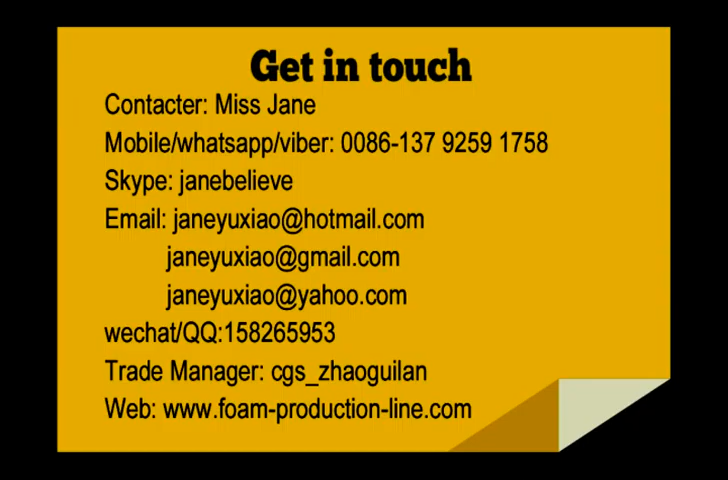 Get in touch
Contacter: Miss Jane
Mobile/whatsapp/viber: 0086-137 9259 1758
Skype: janebelieve
Email: janeyuxiao@hotmail.com
janeyuxiao@gmail.com
janeyuxiao@yahoo.com
wechat/QQ:158265953
Trade Manager: cgs_zhaoguilan
Web: www.foam-production-line.com